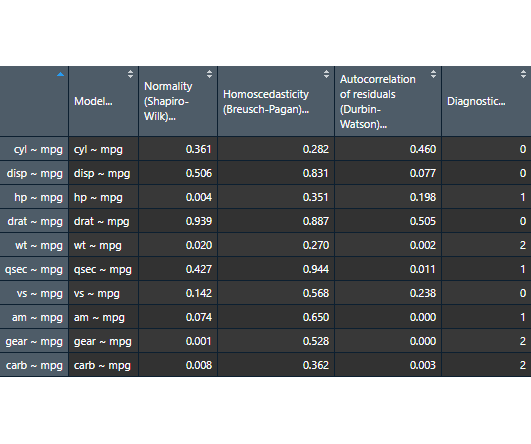 Model... Normality (Shapiro-Wilk)... Homoscedasticity (Breusch-Pagan)... Autocorrelation of residuals (Durbin-Watson)... Diagnostic...
cyl ~ mpg cyl ~ mpg 0.361 0.282 0.460 0
disp ~ mpg disp ~ mpg 0.506 0.831 0.077 0
hp ~ mpg hp ~ mpg 0.004 0.351 0.198 1
drat ~ mpg drat ~ mpg 0.939 0.887 0.505 0
wt ~ mpg wt ~ mpg 0.020 0.270 0.002 2
qsec ~ mpg qsec ~ mpg 0.427 0.944 0.011 1
vs ~ mpg vs ~ mpg 0.142 0.568 0.238 0
am ~ mpg am ~ mpg 0.074 0.650 0.000 1
gear ~ mpg gear ~ mpg 0.001 0.528 0.000 2
carb ~ mpg carb ~ mpg 0.008 0.362 0.003 2